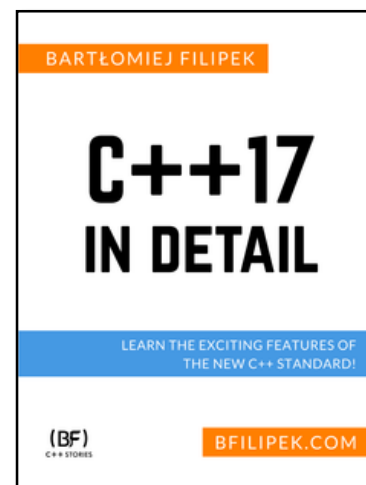 BARTŁOMIEJ FILIPEK
C++17
IN DETAIL
LEARN THE EXCITING FEATURES OF
THE NEW C++ STANDARD!
(BF)
C++ STORIES
BFILIPEK.COM